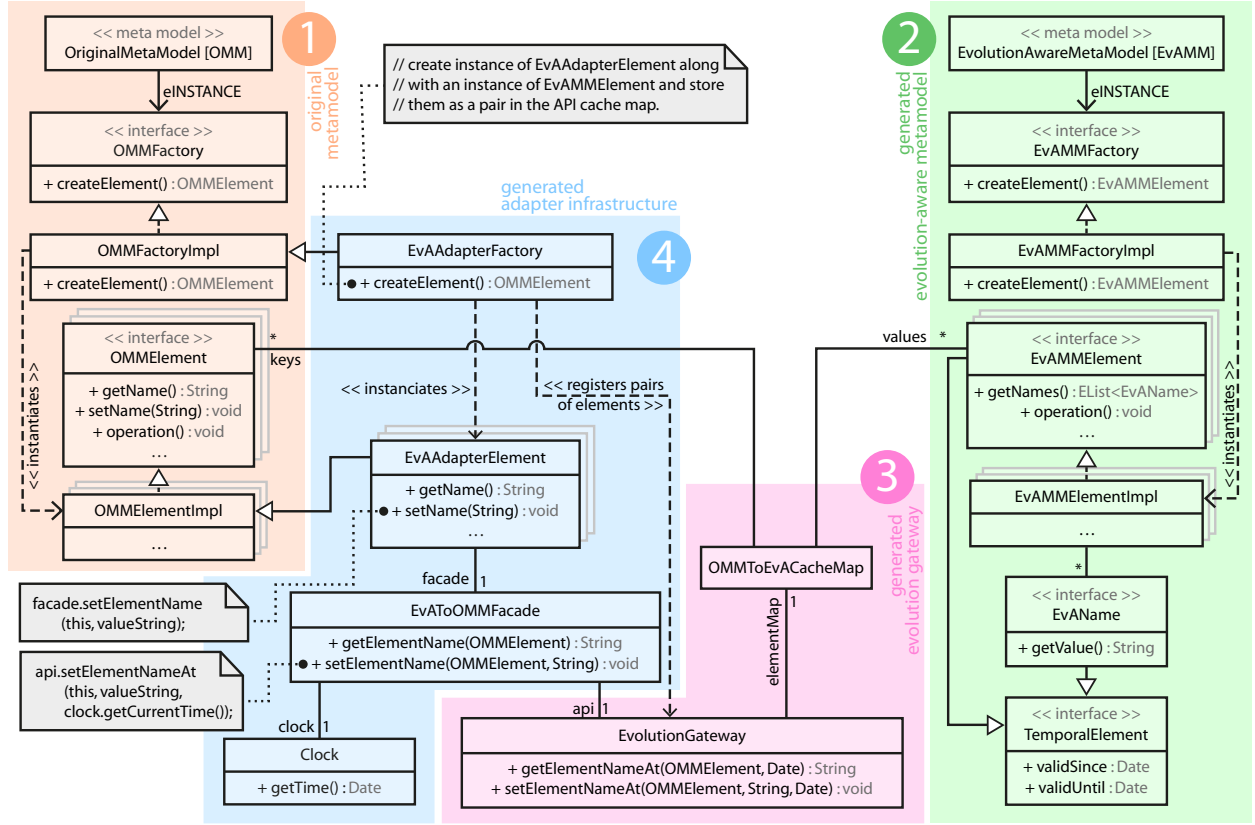 << meta model >>
OriginalMetaModel [OMM]
1
original
metamodel
eINSTANCE
<< interface >>
OMMFactory
+ createElement() : OMMElement
OMMFactoryImpl
+ createElement() : OMMElement
<< interface >>
OMMElement
+ getName() : String
+ setName(String) : void
+ operation() : void
...
* 
keys
<< instantiates >>
OMMElementImpl
...
// create instance of EvAAdapterElement along
// with an instance of EvAMMElement and store
// them as a pair in the API cache map.
generated
adapter infrastructure
4
EvAAdapterFactory
+ createElement() : OMMElement
<< instanciates >>
<< registers pairs
of elements >>
EvAAdapterElement
+ getName() : String
+ setName(String) : void
...
facade 1
facade.setElementName
(this, valueString);
EvAToOMMFacade
+ getElementName(OMMElement) : String
+ setElementName(OMMElement, String) : void
api.setElementNameAt
(this, valueString,
clock.getCurrentTime());
clock 1
api 1
Clock
+ getTime() : Date
3
generated
evolution gateway
OMMToEvACacheMap
elementMap
1
EvolutionGateway
+ getElementNameAt(OMMElement, Date) : String
+ setElementNameAt(OMMElement, String, Date) : void
2
generated
evolution-aware metamodel
<< meta model >>
EvolutionAwareMetaModel [EvAMM]
eINSTANCE
<< interface >>
EvAMMFactory
+ createElement() : EvAMMElement
EvAMMFactoryImpl
+ createElement() : EvAMMElement
values *
<< interface >>
EvAMMElement
+ getNames() : EList<EvAName>
+ operation() : void
...
<< instantiates >>
EvAMMElementImpl
...
*
<< interface >>
EvAName
+ getValue() : String
<< interface >>
TemporalElement
+ validSince : Date
+ validUntil : Date